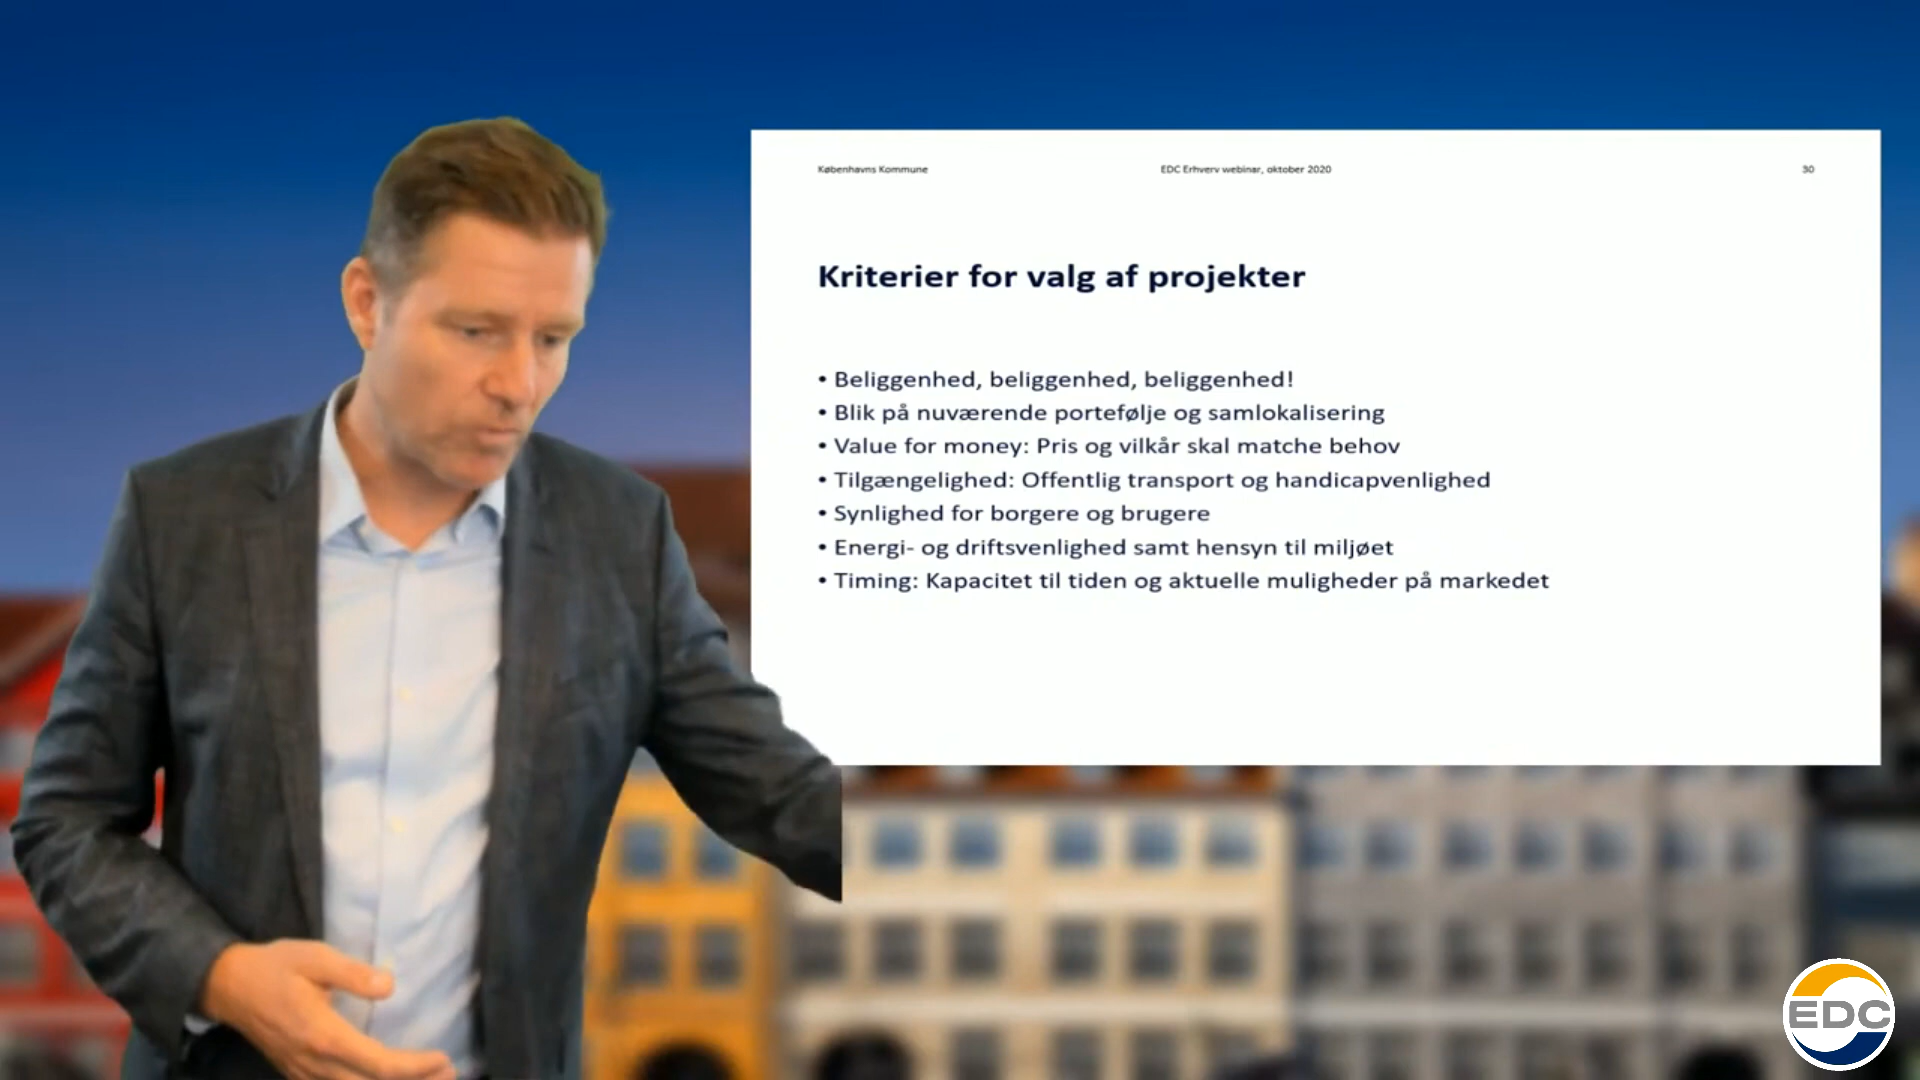 Københavns Kommune
EDC Erhverv webinar, oktober 2020
30
Kriterier for valg af projekter
• Beliggenhed, beliggenhed, beliggenhed!
• Blik på nuværende portefølje og samlokalisering
• Value for money: Pris og vilkår skal matche behov
• Tilgængelighed: Offentlig transport og handicapvenlighed
• Synlighed for borgere og brugere
• Energi- og driftsvenlighed samt hensyn til miljøet
• Timing: Kapacitet til tiden og aktuelle muligheder på markedet
EDC